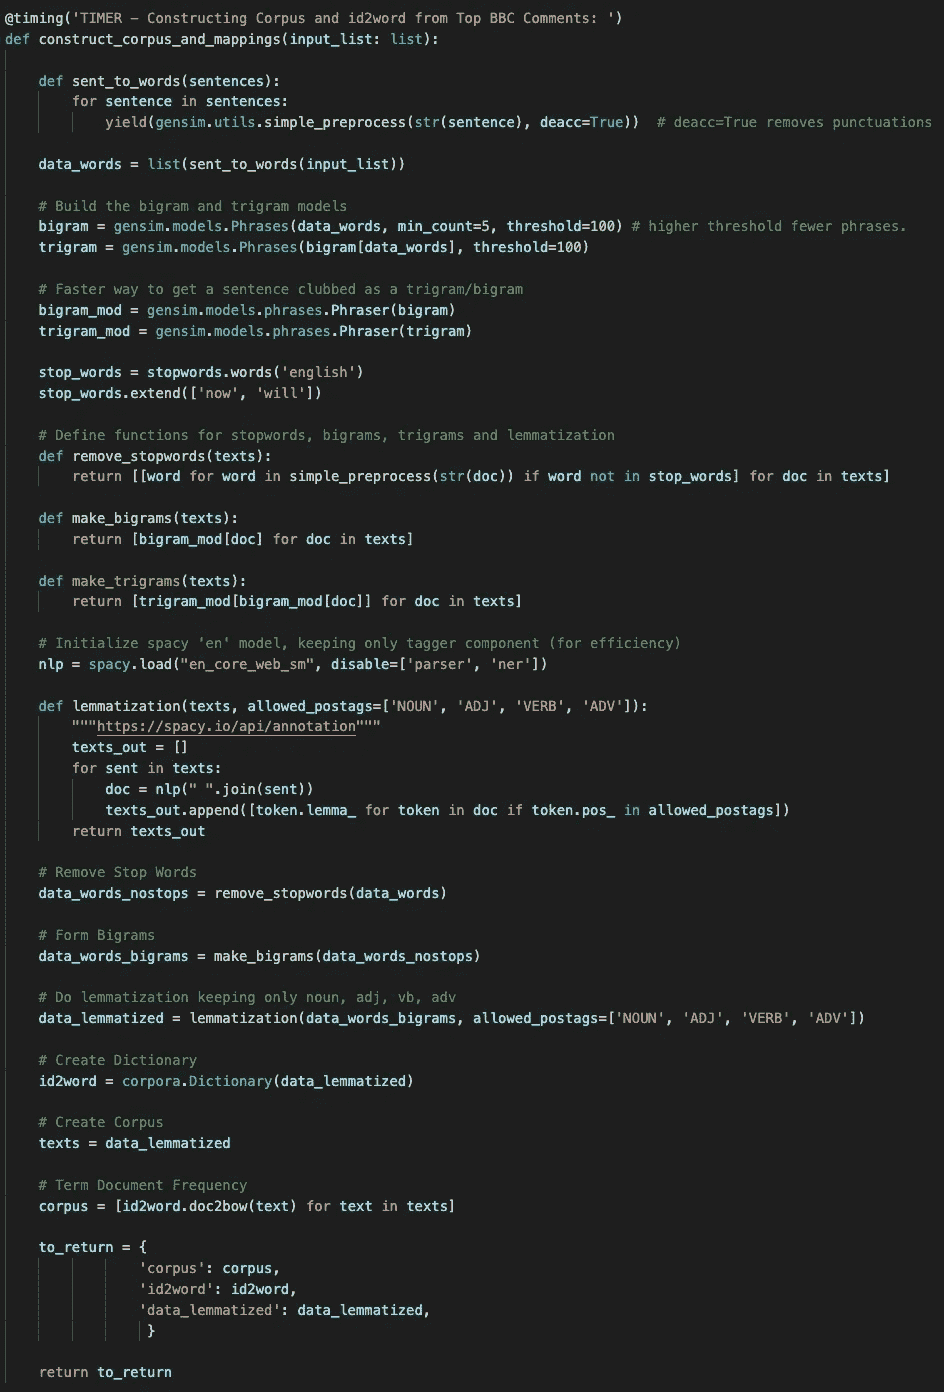 @timing('TIMER – Constructing Corpus and id2word from Top BBC Comments: ')
def construct_corpus_and_mappings(input_list: list):

    def sent_to_words(sentences):
        for sentence in sentences:
            yield(gensim.utils.simple_preprocess(str(sentence), deacc=True))  # deacc=True removes punctuations

    data_words = list(sent_to_words(input_list))

    # Build the bigram and trigram models
    bigram = gensim.models.Phrases(data_words, min_count=5, threshold=100) # higher threshold fewer phrases.
    trigram = gensim.models.Phrases(bigram[data_words], threshold=100)

    # Faster way to get a sentence clubbed as a trigram/bigram
    bigram_mod = gensim.models.phrases.Phraser(bigram)
    trigram_mod = gensim.models.phrases.Phraser(trigram)

    stop_words = stopwords.words('english')
    stop_words.extend(['now', 'will'])

    # Define functions for stopwords, bigrams, trigrams and lemmatization
    def remove_stopwords(texts):
        return [[word for word in simple_preprocess(str(doc)) if word not in stop_words] for doc in texts]

    def make_bigrams(texts):
        return [bigram_mod[doc] for doc in texts]

    def make_trigrams(texts):
        return [trigram_mod[bigram_mod[doc]] for doc in texts]

    # Initialize spacy 'en' model, keeping only tagger component (for efficiency)
    nlp = spacy.load("en_core_web_sm", disable=['parser', 'ner'])

    def lemmatization(texts, allowed_postags=['NOUN', 'ADJ', 'VERB', 'ADV']):
        """https://spacy.io/api/annotation"""
        texts_out = []
        for sent in texts:
            doc = nlp(" ".join(sent))
            texts_out.append([token.lemma_ for token in doc if token.pos_ in allowed_postags])
        return texts_out

    # Remove Stop Words
    data_words_nostops = remove_stopwords(data_words)

    # Form Bigrams
    data_words_bigrams = make_bigrams(data_words_nostops)

    # Do lemmatization keeping only noun, adj, vb, adv
    data_lemmatized = lemmatization(data_words_bigrams, allowed_postags=['NOUN', 'ADJ', 'VERB', 'ADV'])

    # Create Dictionary
    id2word = corpora.Dictionary(data_lemmatized)

    # Create Corpus
    texts = data_lemmatized

    # Term Document Frequency
    corpus = [id2word.doc2bow(text) for text in texts]

    to_return = {
                'corpus': corpus,
                'id2word': id2word,
                'data_lemmatized': data_lemmatized,
                 }

    return to_return